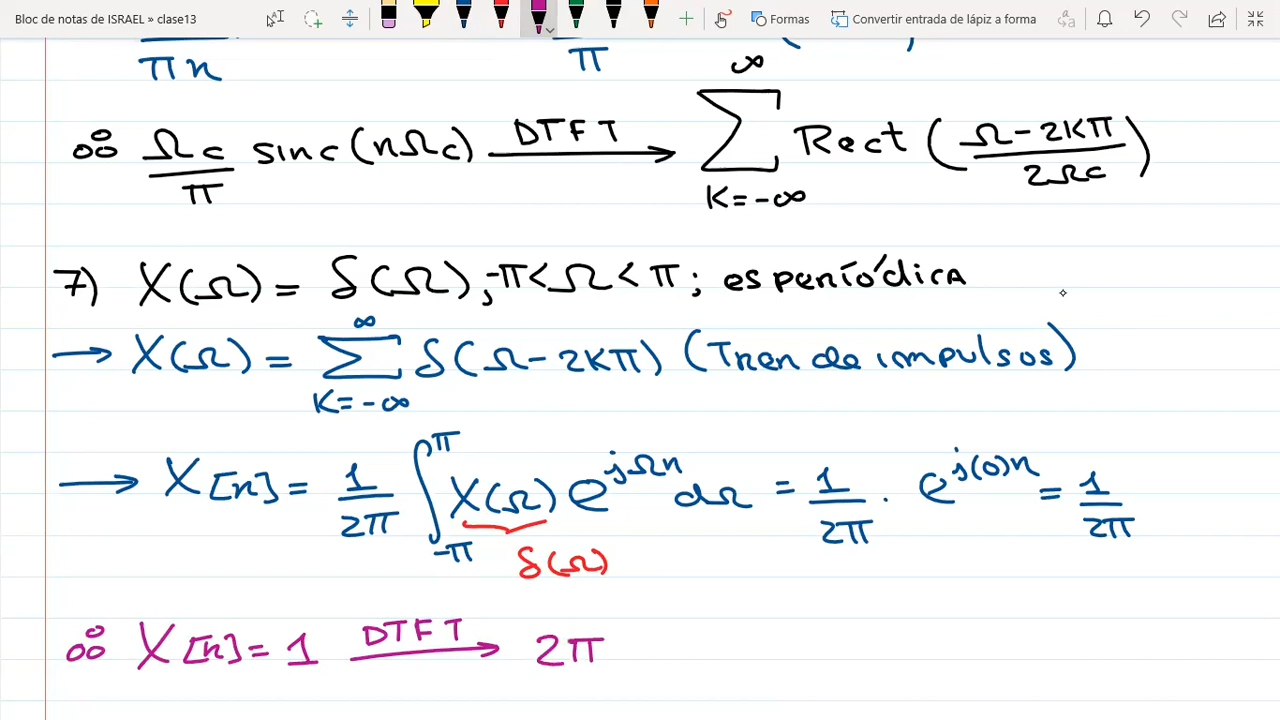 Bloc de notas de ISRAEL » clase13 Formas Convertir entrada de lápiz a forma
πn π
∞
∴ Ωc/π sinc(nΩc) DTFT→ ∑ Rect((Ω-2Kπ)/2Ωc)
K=-∞
7) X(Ω) = δ(Ω), -π<Ω<π; es periódica
→ X(Ω) = ∑_{K=-∞}^{∞} δ(Ω-2Kπ) (Tren de impulsos)
→ X[n] = 1/2π ∫_{-π}^{π} X(Ω) e^{jΩn} dΩ = 1/2π · e^{j(0)n} = 1/2π
δ(Ω)
∴ X[n] = 1 DTFT→ 2π